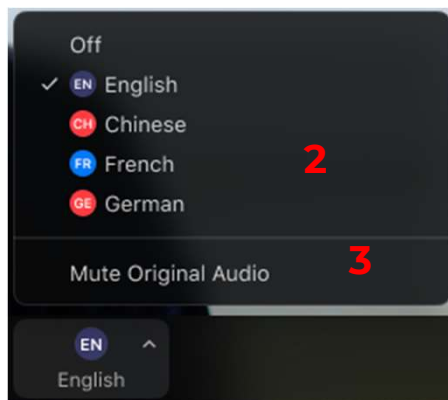 Off
✓ EN English
CH Chinese
FR French
2
GE German
3
Mute Original Audio
EN
English